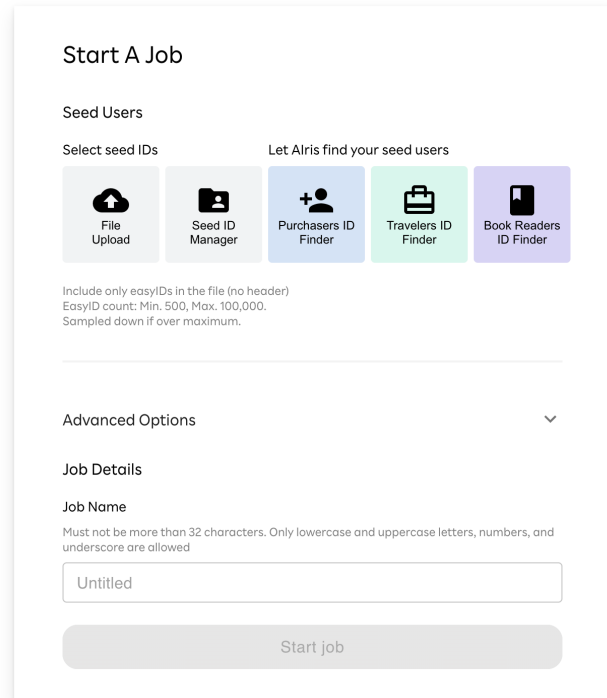 Start A Job
Seed Users
Select seed IDs
Let AIris find your seed users
File
Upload
Seed ID
Manager
Purchasers ID
Finder
Travelers ID
Finder
Book Readers
ID Finder
Include only easyIDs in the file (no header)
EasyID count: Min. 500, Max. 100,000.
Sampled down if over maximum.
Advanced Options
Job Details
Job Name
Must not be more than 32 characters. Only lowercase and uppercase letters, numbers, and
underscore are allowed
Untitled
Start job